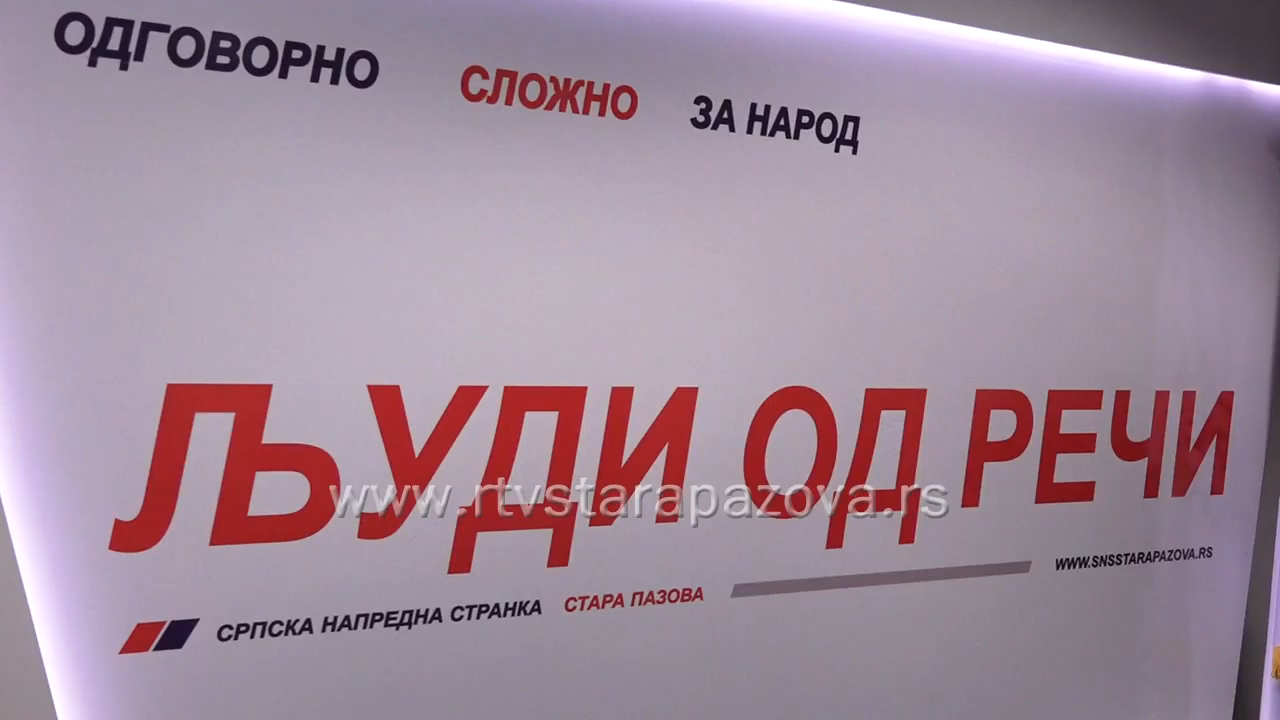 ОДГОВОРНО СЛОЖНО ЗА НАРОД
ЉУДИ ОД РЕЧИ
www.rtvstarapazova.rs
WWW.SNSSTARAPAZOVA.RS
СРПСКА НАПРЕДНА СТРАНКА СТАРА ПАЗОВА